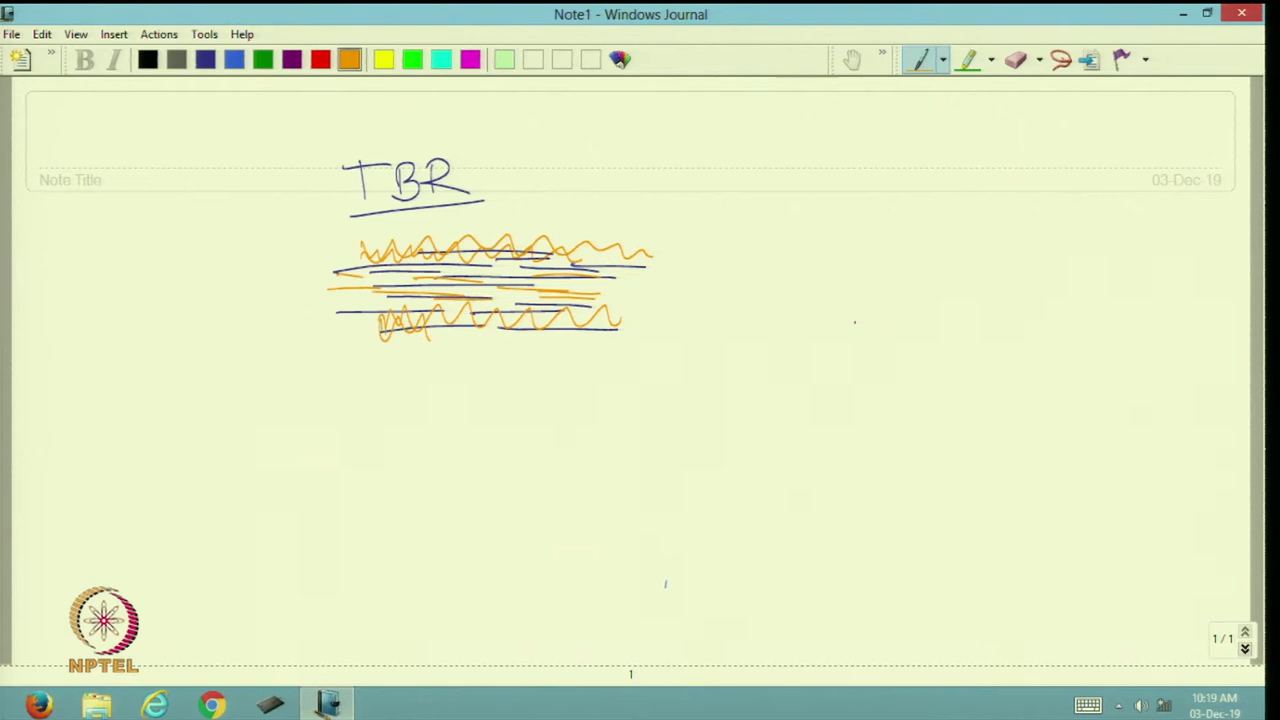 Note1 - Windows Journal
File Edit View Insert Actions Tools Help
B I
TBR
Note Title
03-Dec-19
NPTEL
1 / 1
1
10:19 AM
03-Dec-19